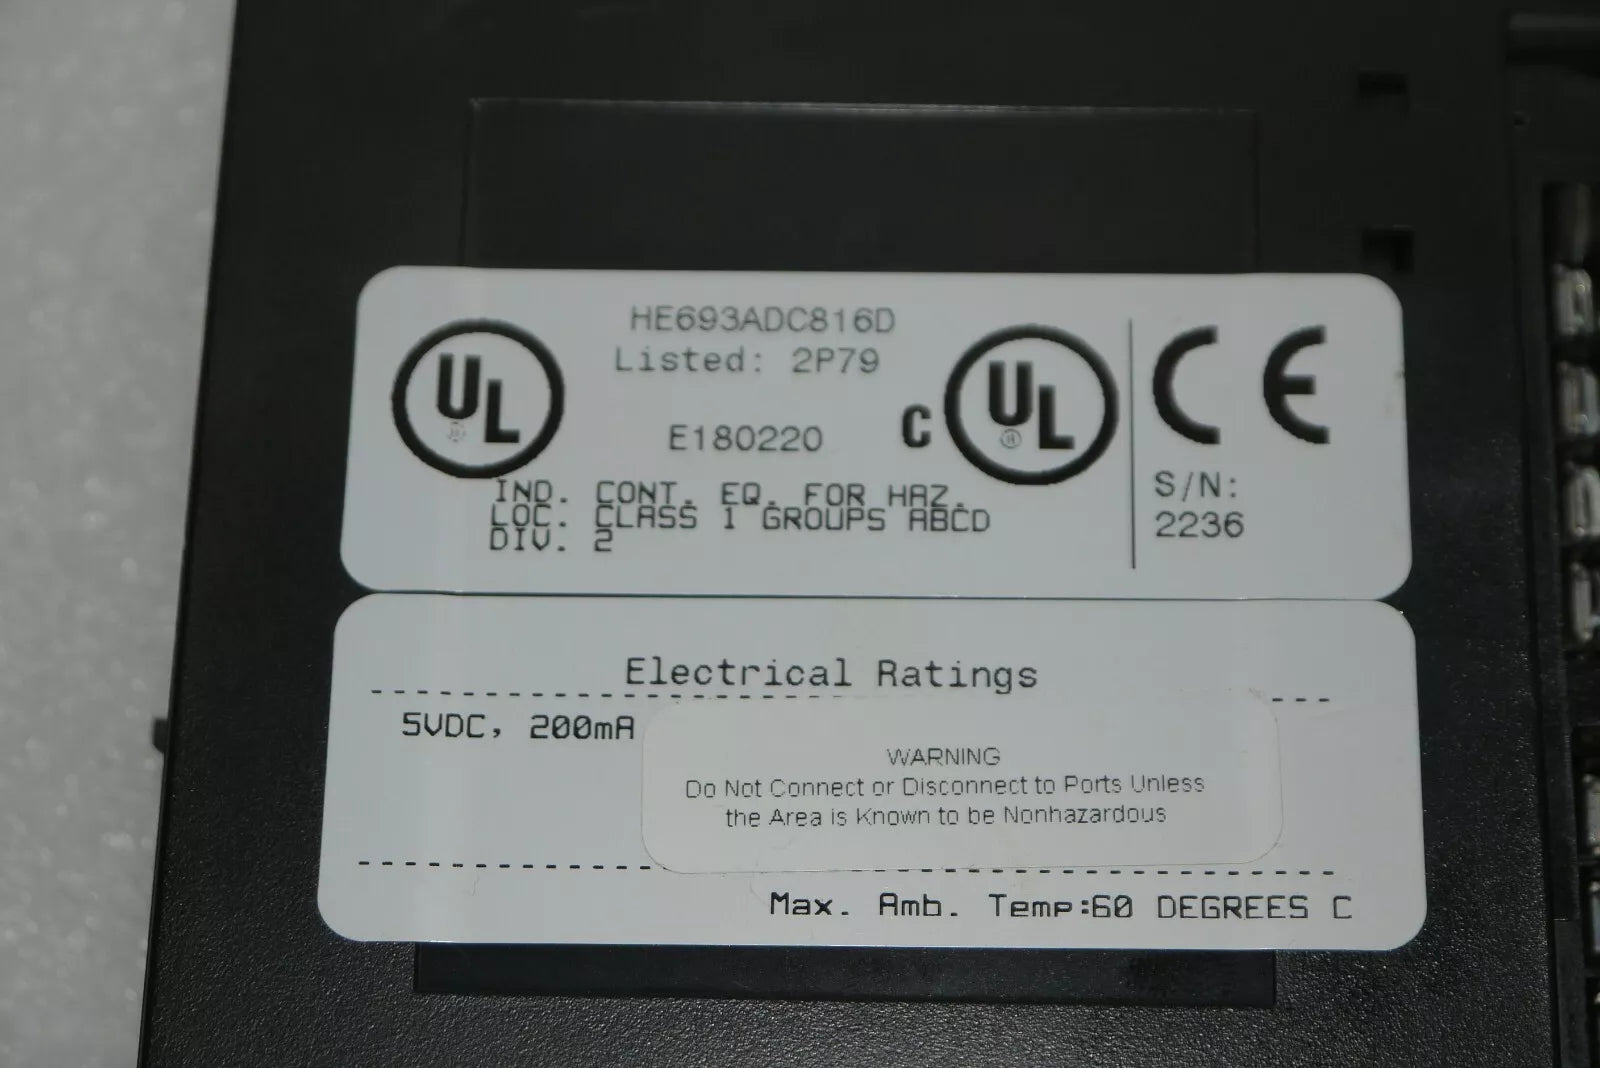 HE693ADC816D
Listed: 2P79
UL
E180220
C UL ®
CE
IND. CONT. EQ. FOR HAZ.
LOC. CLASS 1 GROUPS ABCD
DIV. 2
S/N:
2236
Electrical Ratings
5VDC, 200mA
WARNING
Do Not Connect or Disconnect to Ports Unless
the Area is Known to be Nonhazardous
Max. Amb. Temp:60 DEGREES C